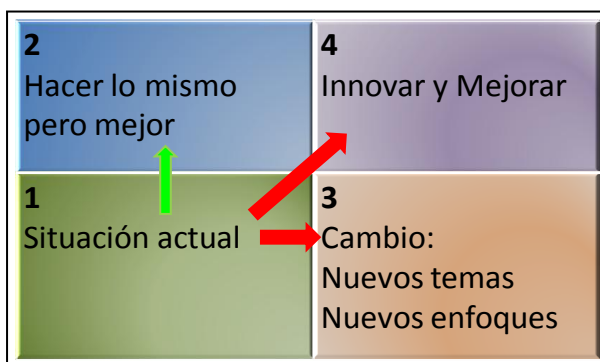 2
Hacer lo mismo
pero mejor
4
Innovar y Mejorar
1
Situación actual
3
Cambio:
Nuevos temas
Nuevos enfoques